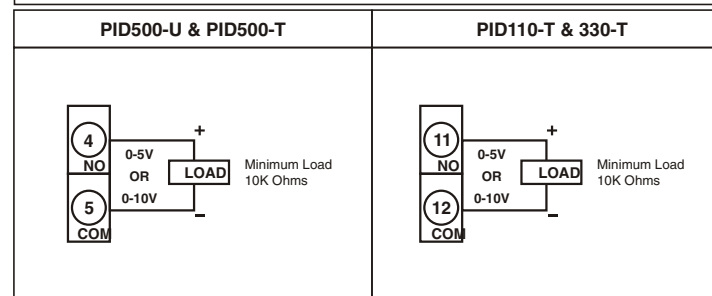 PID500-U & PID500-T
4
NO
5
COM
0-5V
OR
0-10V
+
LOAD
–
Minimum Load
10K Ohms
PID110-T & 330-T
11
NO
12
COM
0-5V
OR
0-10V
+
LOAD
–
Minimum Load
10K Ohms